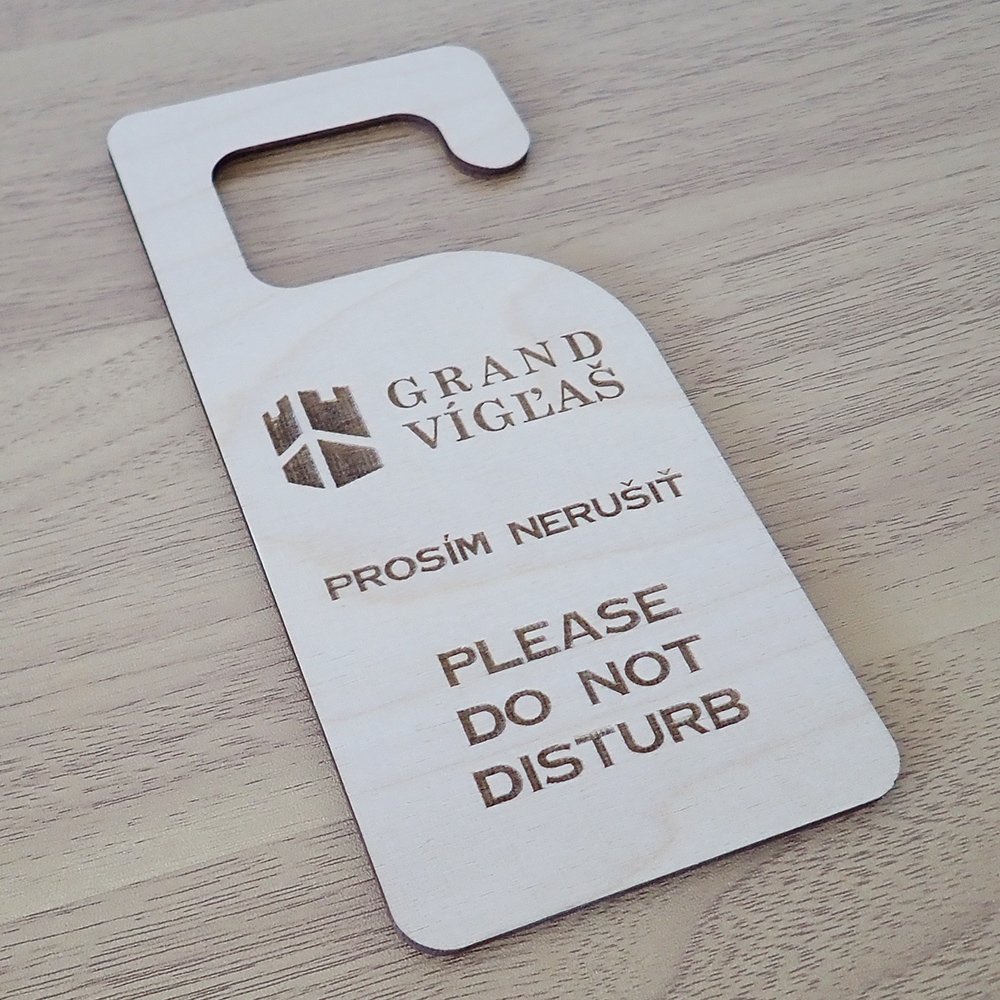 GRAND
VÍGĽAŠ
PROSÍM NERUŠIŤ
PLEASE
DO NOT
DISTURB